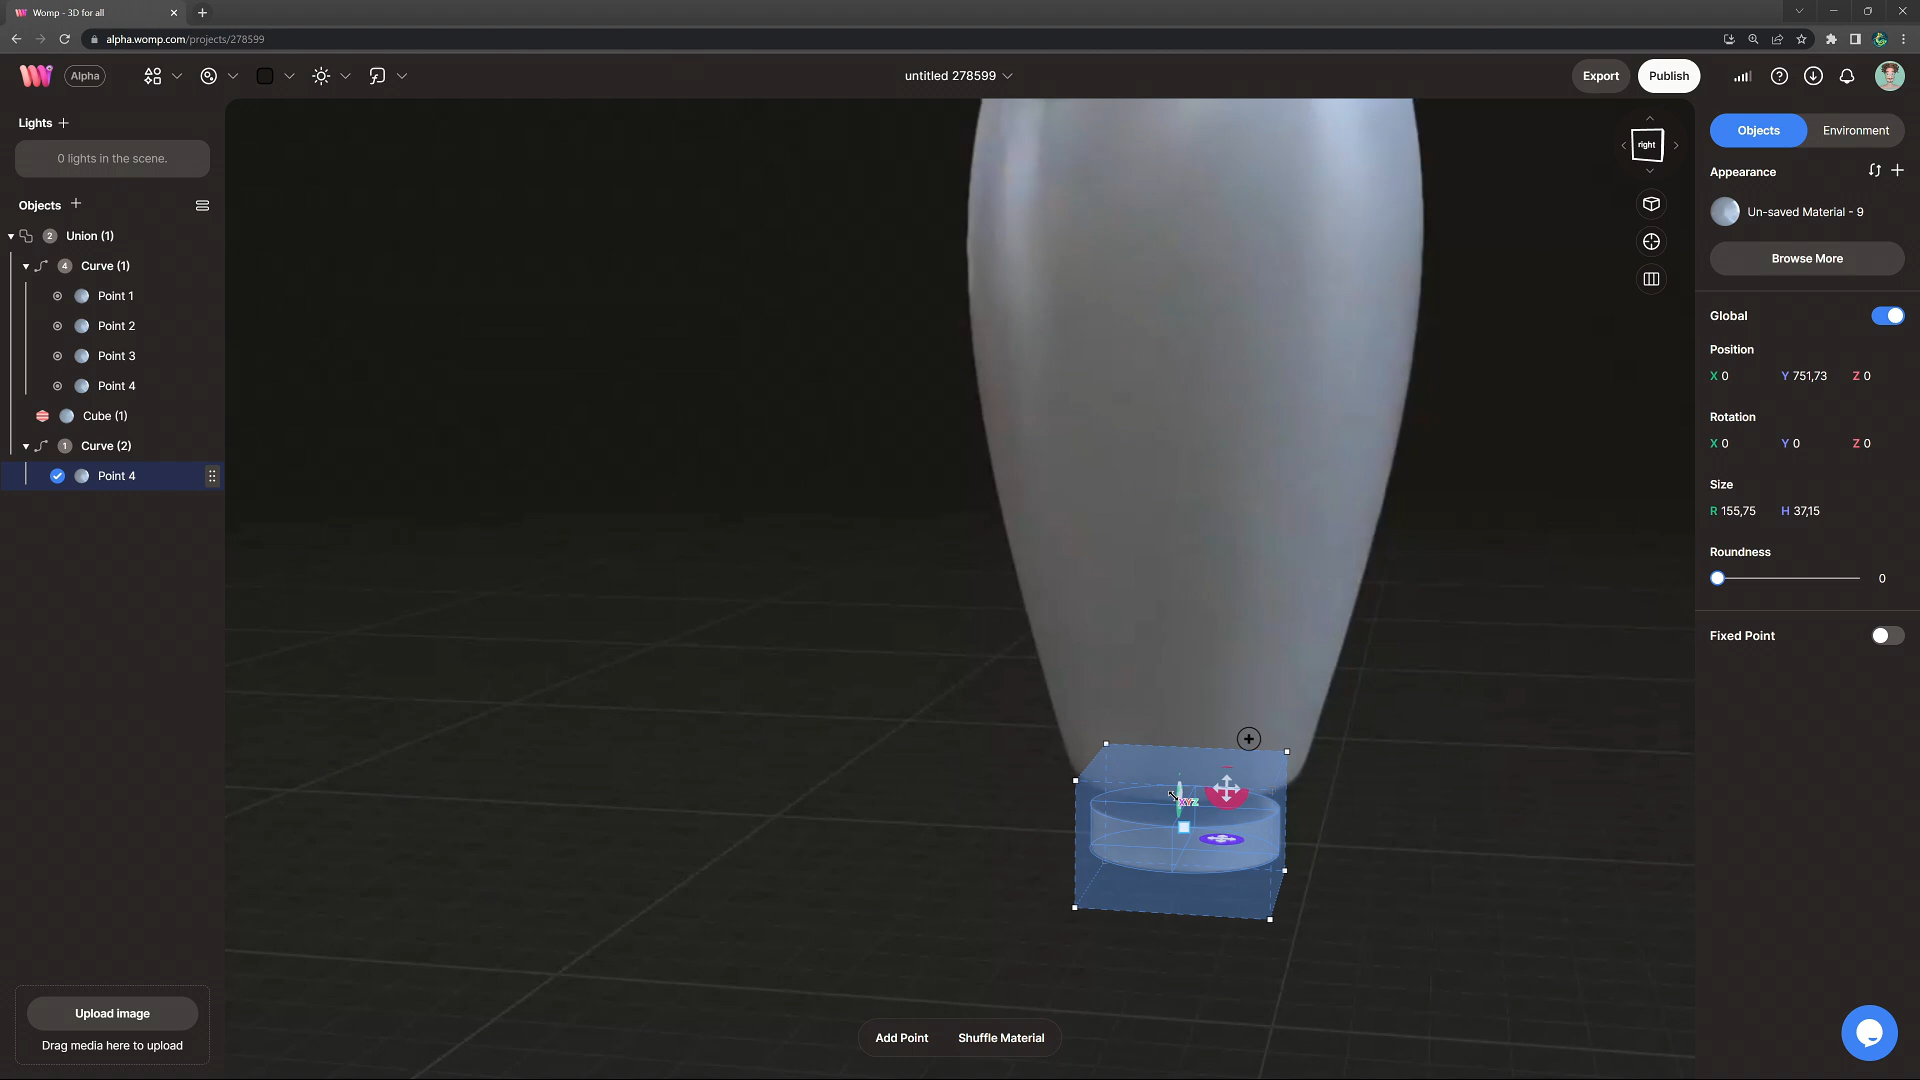 Womp - 3D for all
alpha.womp.com/projects/278599
Alpha
untitled 278599
Export
Publish
Lights
0 lights in the scene.
Objects
2 Union (1)
4 Curve (1)
Point 1
Point 2
Point 3
Point 4
Cube (1)
1 Curve (2)
Point 4
Upload image
Drag media here to upload
right
XYZ
Add Point
Shuffle Material
Objects
Environment
Appearance
Un-saved Material - 9
Browse More
Global
Position
X 0 Y 751,73 Z 0
Rotation
X 0 Y 0 Z 0
Size
R 155,75 H 37,15
Roundness
0
Fixed Point